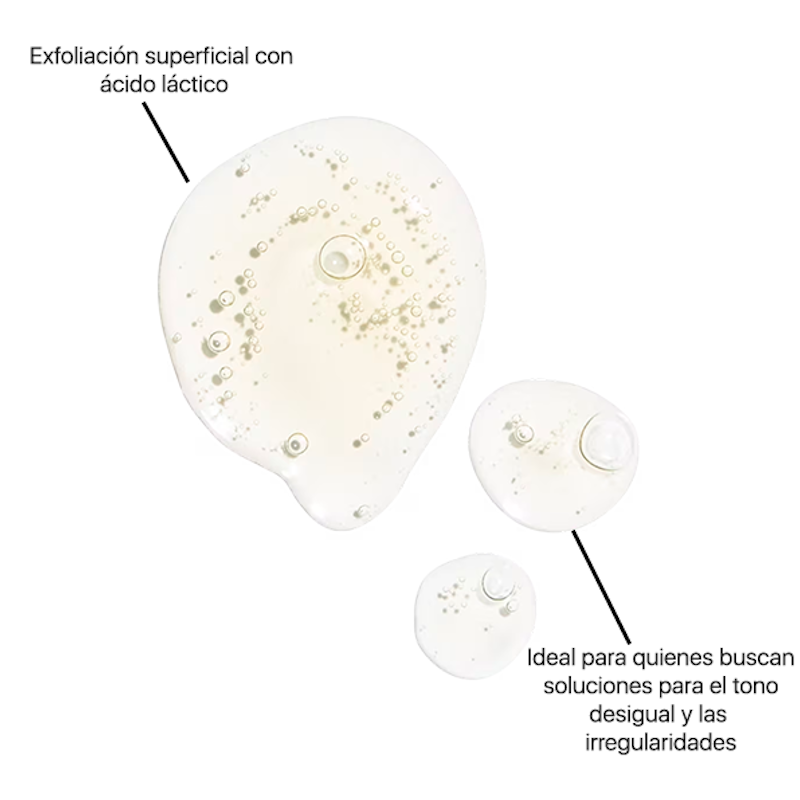 Exfoliación superficial con
ácido láctico
Ideal para quienes buscan
soluciones para el tono
desigual y las
irregularidades